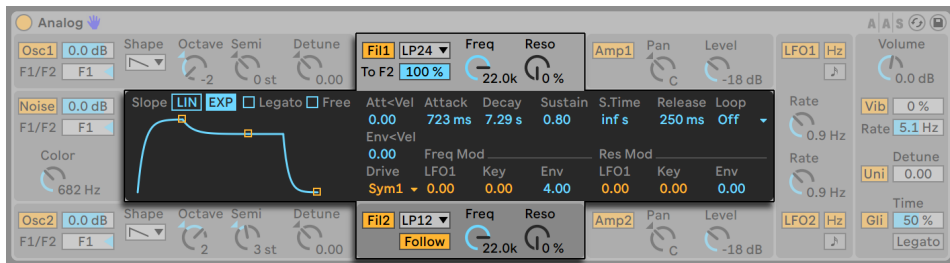 Analog A|A|S
Osc1 0.0 dB Shape Octave Semi Detune Fil1 LP24 Freq Reso Amp1 Pan Level LFO1 Hz Volume
F1/F2 F1 -2 0 st 0.00 To F2 100 % 22.0k 0 % C -18 dB 0.0 dB
Noise 0.0 dB Slope LIN EXP Legato Free Att<Vel Attack Decay Sustain S.Time Release Loop Rate Vib 0 %
F1/F2 F1 0.00 723 ms 7.29 s 0.80 inf s 250 ms Off 0.9 Hz Rate 5.1 Hz
Env<Vel
Color 0.00 Freq Mod Res Mod Rate Detune
Drive LFO1 Key Env LFO1 Key Env Uni 0.00
682 Hz Sym1 0.00 0.00 4.00 0.00 0.00 0.00 0.9 Hz
Osc2 0.0 dB Shape Octave Semi Detune Fil2 LP12 Freq Reso Amp2 Pan Level LFO2 Hz Time
Gli 50 %
F1/F2 F1 2 3 st 0.00 Follow 22.0k 0 % C -18 dB Legato